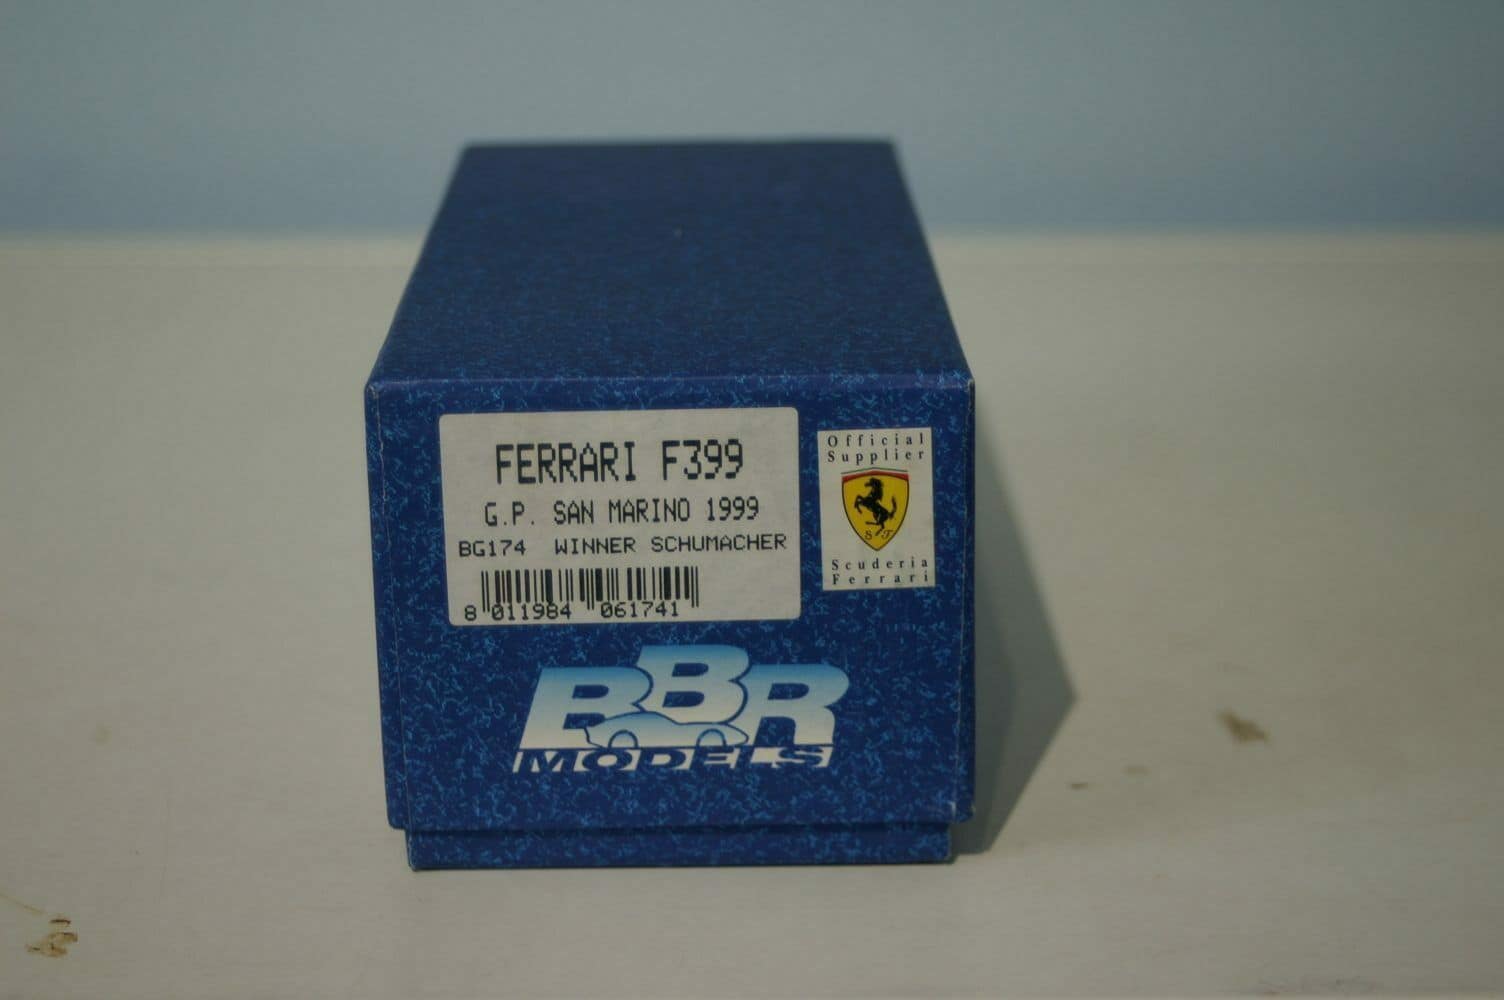 FERRARI F399
G.P. SAN MARINO 1999
BG174 WINNER SCHUMACHER
8 011984 061741
Official
Supplier
S F
Scuderia
Ferrari
BBR
MODELS